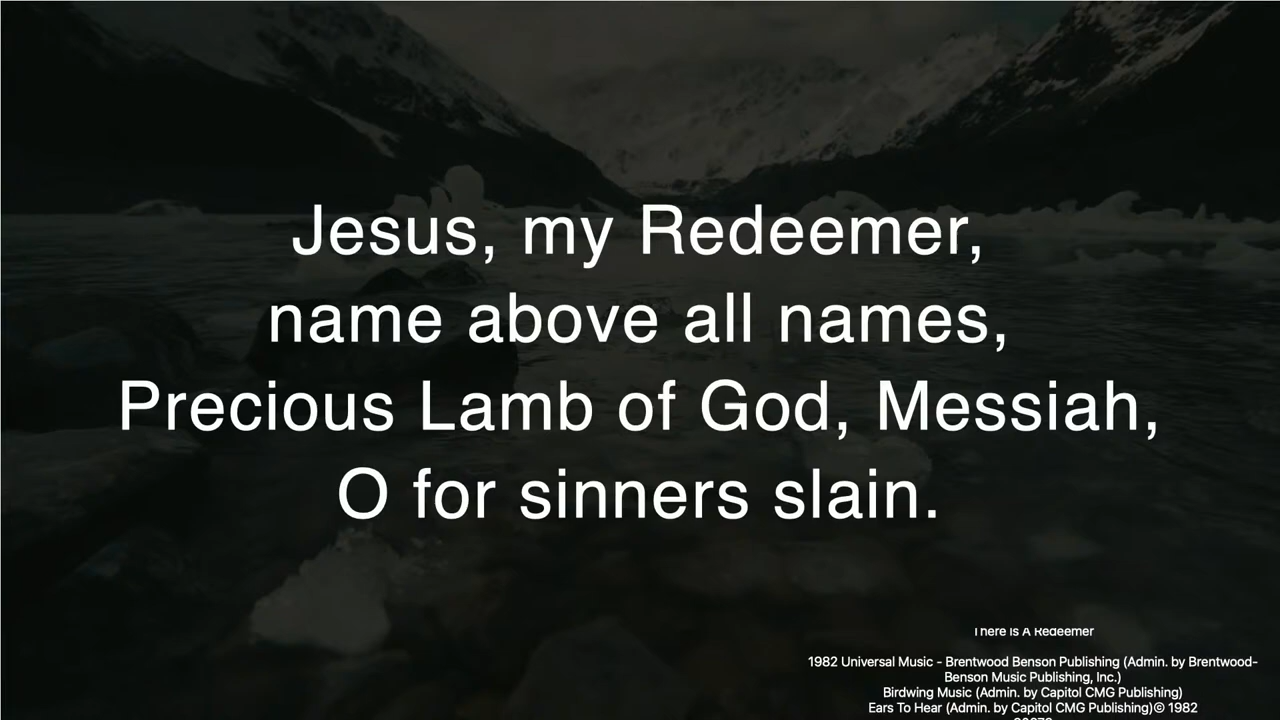 Jesus, my Redeemer,
name above all names,
Precious Lamb of God, Messiah,
O for sinners slain.
There Is A Redeemer
1982 Universal Music - Brentwood Benson Publishing (Admin. by Brentwood-
Benson Music Publishing, Inc.)
Birdwing Music (Admin. by Capitol CMG Publishing)
Ears To Hear (Admin. by Capitol CMG Publishing)© 1982